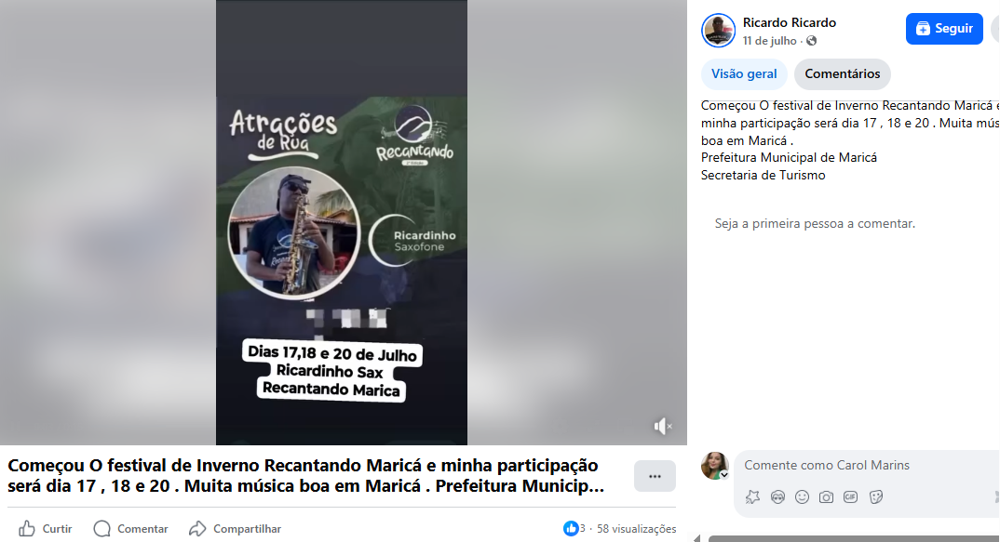 Atrações
de Rua
Recantando
2ª Edição
Ricardinho
Saxofone
Dias 17,18 e 20 de Julho
Ricardinho Sax
Recantando Marica
Começou O festival de Inverno Recantando Maricá e minha participação
será dia 17 , 18 e 20 . Muita música boa em Maricá . Prefeitura Municip...
Curtir
Comentar
Compartilhar
3 · 58 visualizações
Ricardo Ricardo
11 de julho ·
Seguir
Visão geral
Comentários
Começou O festival de Inverno Recantando Maricá e
minha participação será dia 17 , 18 e 20 . Muita mús
boa em Maricá .
Prefeitura Municipal de Maricá
Secretaria de Turismo
Seja a primeira pessoa a comentar.
Comente como Carol Marins
GIF